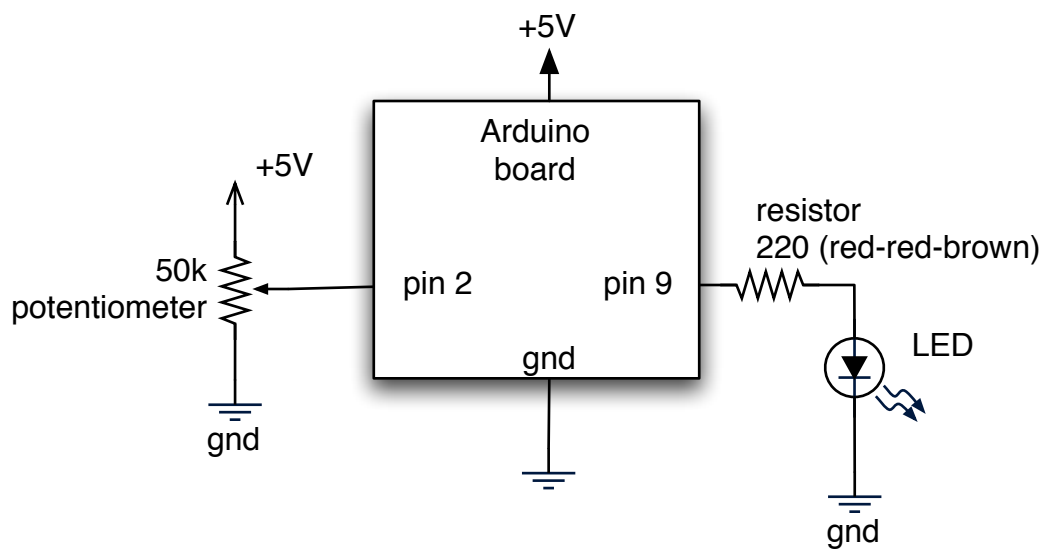 +5V
Arduino
board
+5V
50k
potentiometer
pin 2
pin 9
gnd
resistor
220 (red-red-brown)
LED
gnd
gnd